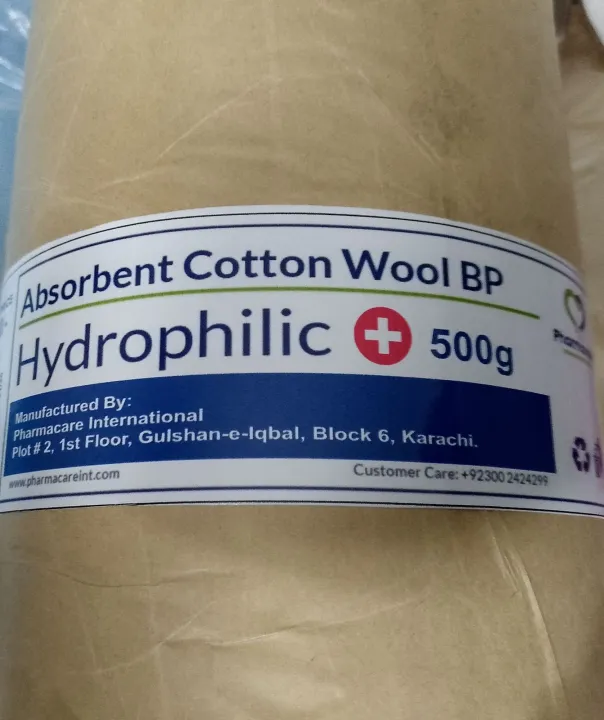 Absorbent Cotton Wool BP
Hydrophilic
500g
Manufactured By:
Pharmacare International
Plot # 2, 1st Floor, Gulshan-e-Iqbal, Block 6, Karachi.
www.pharmacareint.com
Customer Care: +92300 2424299